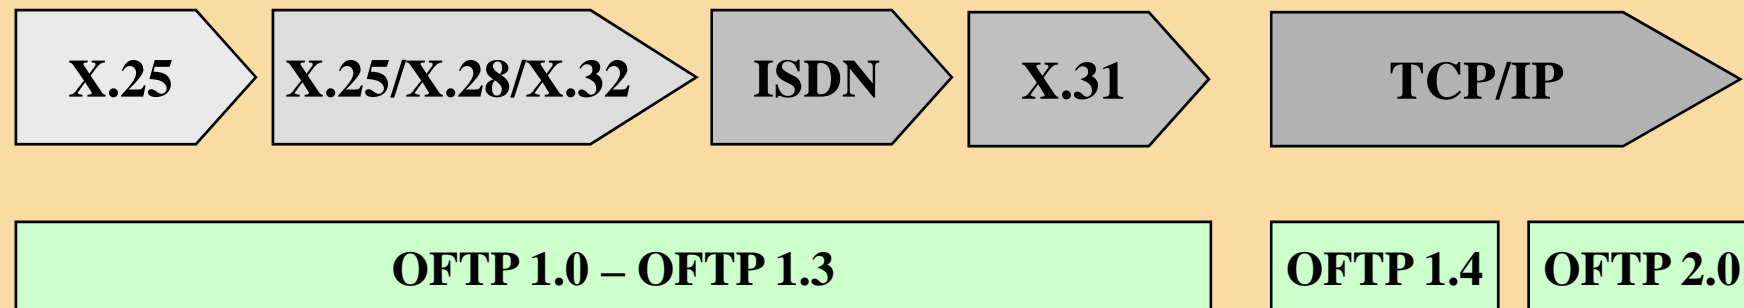 X.25
X.25/X.28/X.32
ISDN
X.31
TCP/IP
OFTP 1.0 – OFTP 1.3
OFTP 1.4
OFTP 2.0